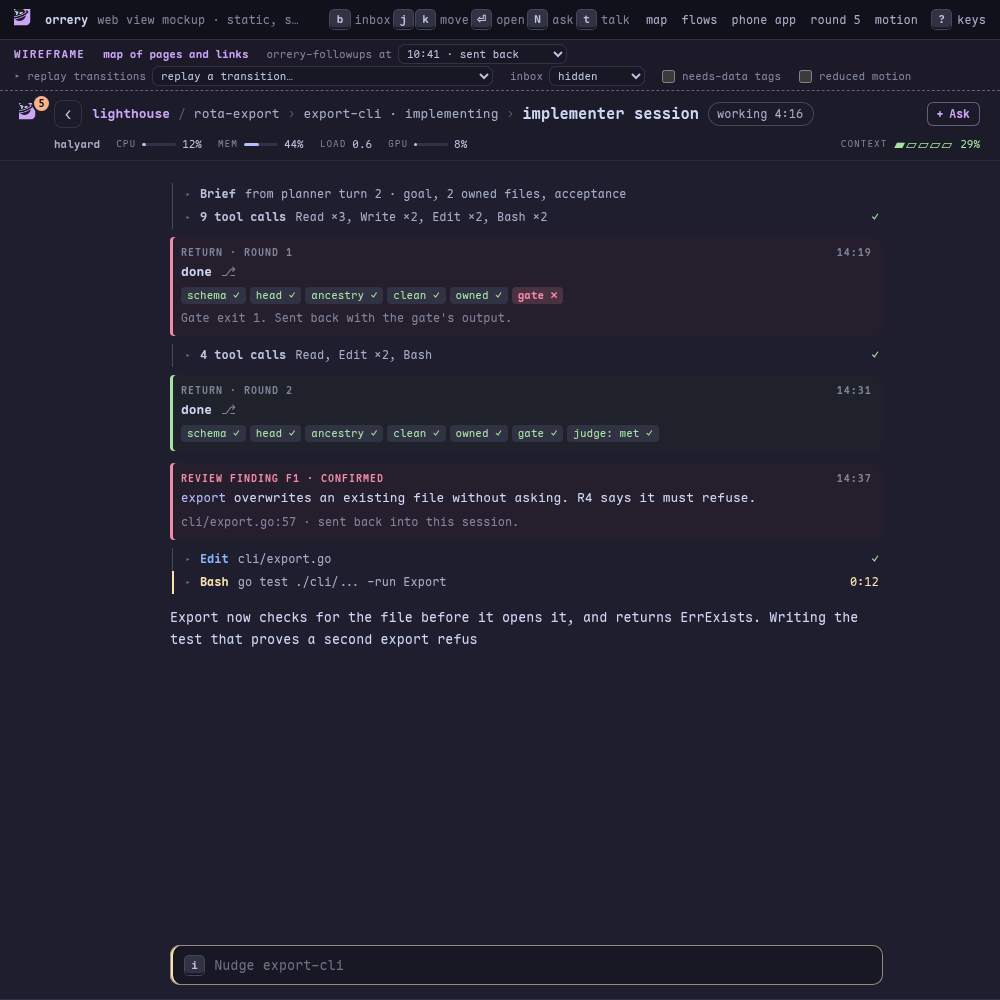 orrery web view mockup · static, s… b inbox j k move ⏎ open N ask t talk map flows phone app round 5 motion ? keys
WIREFRAME map of pages and links orrery-followups at 10:41 · sent back
▸ replay transitions replay a transition… inbox hidden needs-data tags reduced motion
5 ‹ lighthouse / rota-export › export-cli · implementing › implementer session working 4:16 + Ask
halyard CPU 12% MEM 44% LOAD 0.6 GPU 8% CONTEXT 29%
▸ Brief from planner turn 2 · goal, 2 owned files, acceptance
▸ 9 tool calls Read ×3, Write ×2, Edit ×2, Bash ×2 ✓
RETURN · ROUND 1 14:19
done ⎇
schema ✓ head ✓ ancestry ✓ clean ✓ owned ✓ gate ×
Gate exit 1. Sent back with the gate's output.
▸ 4 tool calls Read, Edit ×2, Bash ✓
RETURN · ROUND 2 14:31
done ⎇
schema ✓ head ✓ ancestry ✓ clean ✓ owned ✓ gate ✓ judge: met ✓
REVIEW FINDING F1 · CONFIRMED 14:37
export overwrites an existing file without asking. R4 says it must refuse.
cli/export.go:57 · sent back into this session.
▸ Edit cli/export.go ✓
▸ Bash go test ./cli/... -run Export 0:12
Export now checks for the file before it opens it, and returns ErrExists. Writing the
test that proves a second export refus
i Nudge export-cli